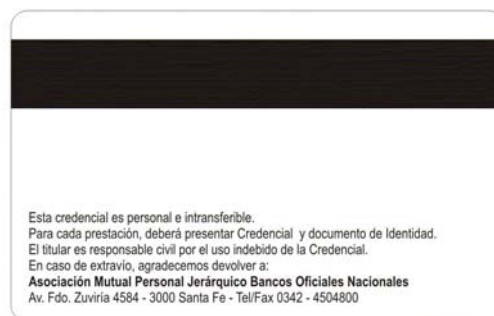 Esta credencial es personal e intransferible.
Para cada prestación, deberá presentar Credencial y documento de Identidad.
El titular es responsable civil por el uso indebido de la Credencial.
En caso de extravío, agradecemos devolver a:
Asociación Mutual Personal Jerárquico Bancos Oficiales Nacionales
Av. Fdo. Zuviría 4584 - 3000 Santa Fe - Tel/Fax 0342 - 4504800